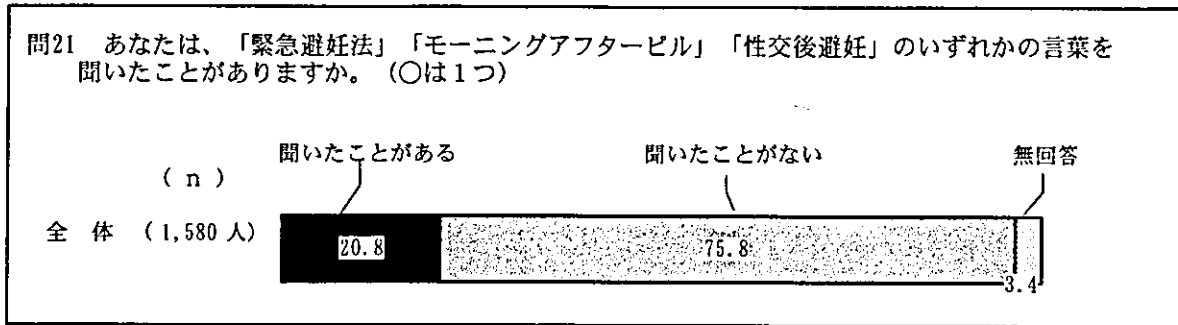 問21　あなたは、「緊急避妊法」「モーニングアフターピル」「性交後避妊」のいずれかの言葉を
聞いたことがありますか。（○は１つ）
聞いたことがある　聞いたことがない　無回答
（ｎ）
全　体　（1,580 人）　20.8　75.8
3.4